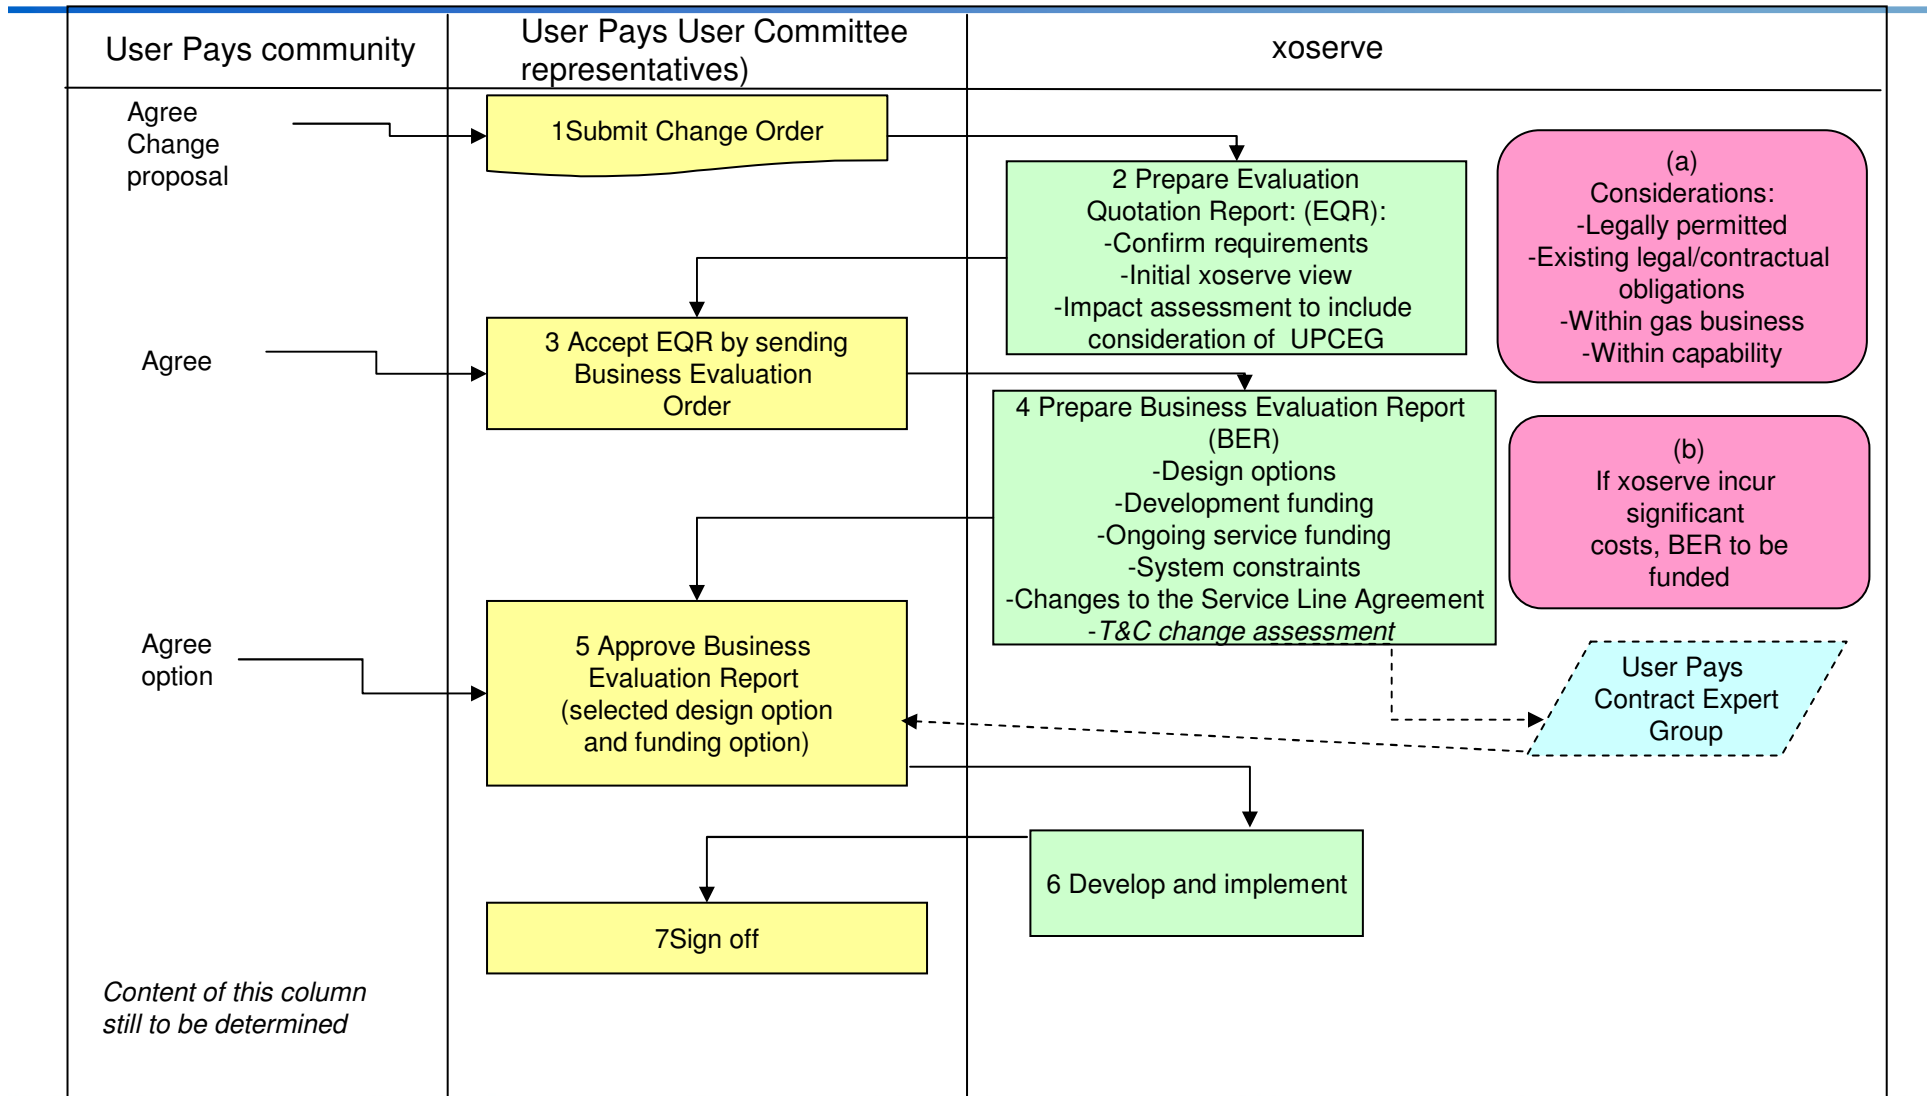 User Pays community
User Pays User Committee
representatives)
xoserve
Agree
Change
proposal
1Submit Change Order
2 Prepare Evaluation
Quotation Report: (EQR):
-Confirm requirements
-Initial xoserve view
-Impact assessment to include
consideration of UPCEG
(a)
Considerations:
-Legally permitted
-Existing legal/contractual
obligations
-Within gas business
-Within capability
Agree
3 Accept EQR by sending
Business Evaluation
Order
4 Prepare Business Evaluation Report
(BER)
-Design options
-Development funding
-Ongoing service funding
-System constraints
-Changes to the Service Line Agreement
-T&C change assessment
(b)
If xoserve incur
significant
costs, BER to be
funded
Agree
option
5 Approve Business
Evaluation Report
(selected design option
and funding option)
User Pays
Contract Expert
Group
6 Develop and implement
7Sign off
Content of this column
still to be determined